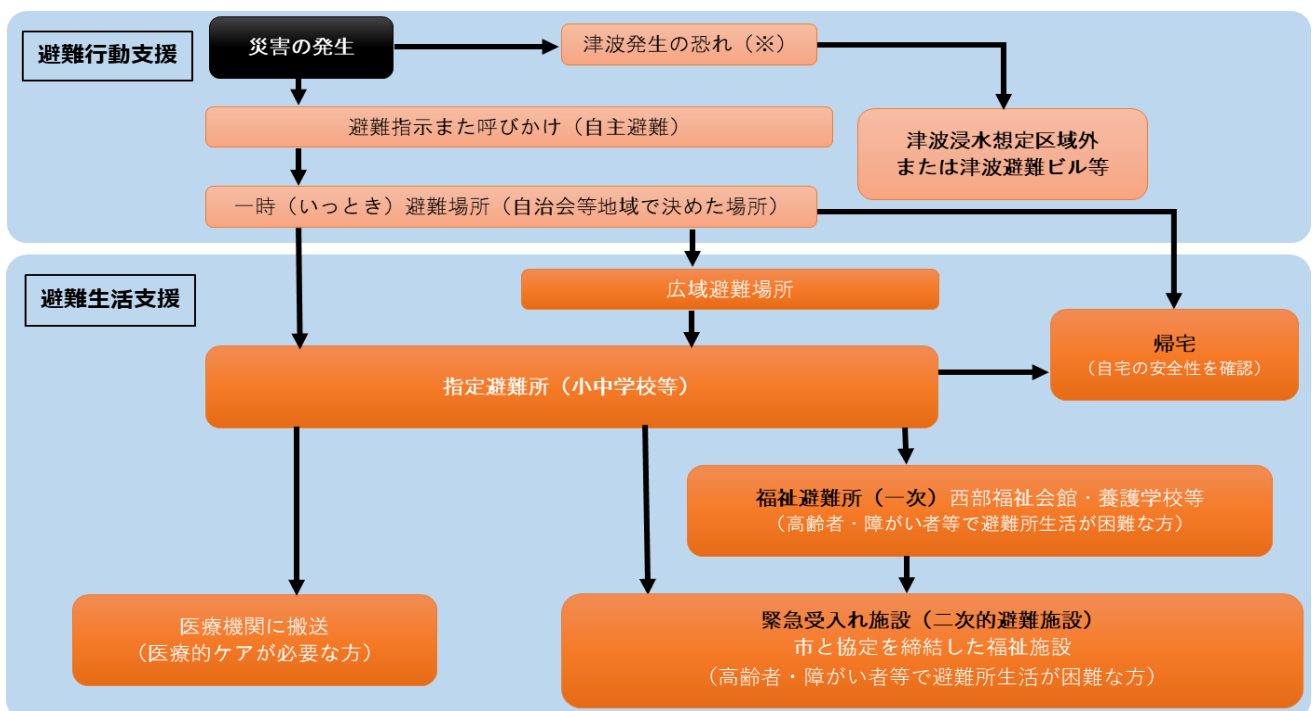 避難行動支援
災害の発生
津波発生の恐れ（※）
避難指示また呼びかけ（自主避難）
津波浸水想定区域外
または津波避難ビル等
一時（いっとき）避難場所（自治会等地域で決めた場所）
避難生活支援
広域避難場所
帰宅
（自宅の安全性を確認）
指定避難所（小中学校等）
福祉避難所（一次）西部福祉会館・養護学校等
（高齢者・障がい者等で避難所生活が困難な方）
医療機関に搬送
（医療的ケアが必要な方）
緊急受入れ施設（二次的避難施設）
市と協定を締結した福祉施設
（高齢者・障がい者等で避難所生活が困難な方）